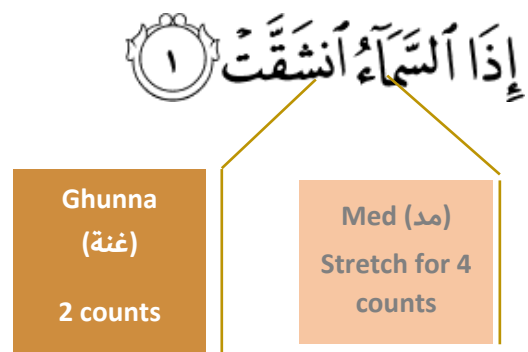 إِذَا ٱلسَّمَآءُ ٱنشَقَّتۡ ١
Ghunna
(غنة)
2 counts
Med (مد)
Stretch for 4
counts